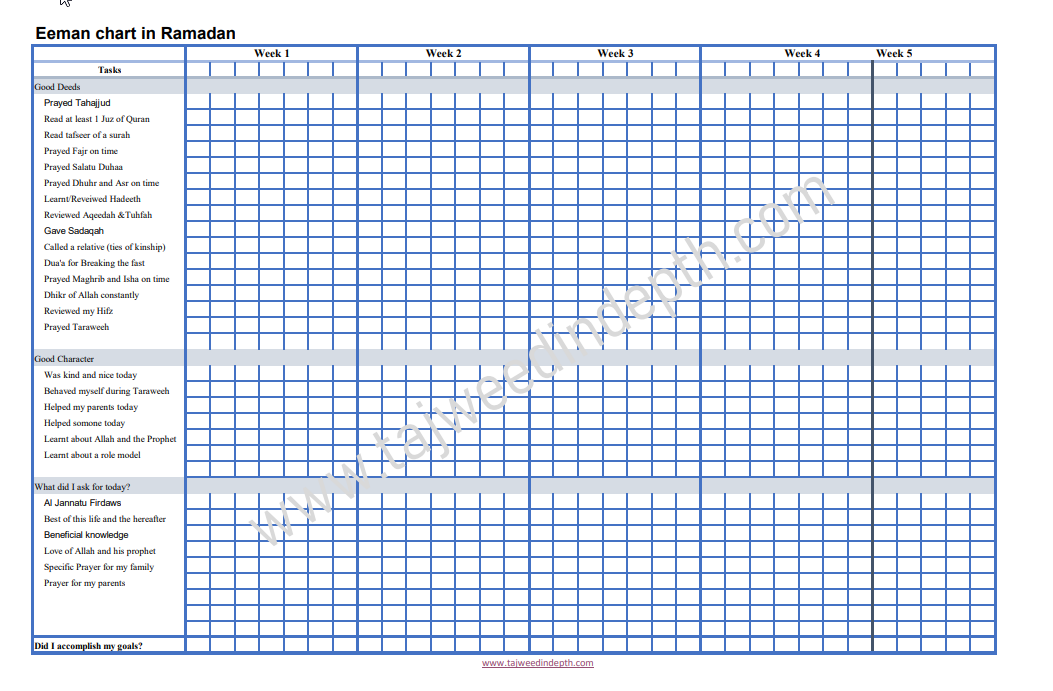 Eeman chart in Ramadan
Week 1 Week 2 Week 3 Week 4 Week 5
Tasks
Good Deeds
Prayed Tahajjud
Read at least 1 Juz of Quran
Read tafseer of a surah
Prayed Fajr on time
Prayed Salatu Duhaa
Prayed Dhuhr and Asr on time
Learnt/Reveiwed Hadeeth
Reviewed Aqeedah &Tuhfah
Gave Sadaqah
Called a relative (ties of kinship)
Dua'a for Breaking the fast
Prayed Maghrib and Isha on time
Dhikr of Allah constantly
Reviewed my Hifz
Prayed Taraweeh
Good Character
Was kind and nice today
Behaved myself during Taraweeh
Helped my parents today
Helped somone today
Learnt about Allah and the Prophet
Learnt about a role model
What did I ask for today?
Al Jannatu Firdaws
Best of this life and the hereafter
Beneficial knowledge
Love of Allah and his prophet
Specific Prayer for my family
Prayer for my parents
Did I accomplish my goals?
www.tajweedindepth.com
www.tajweedindepth.com